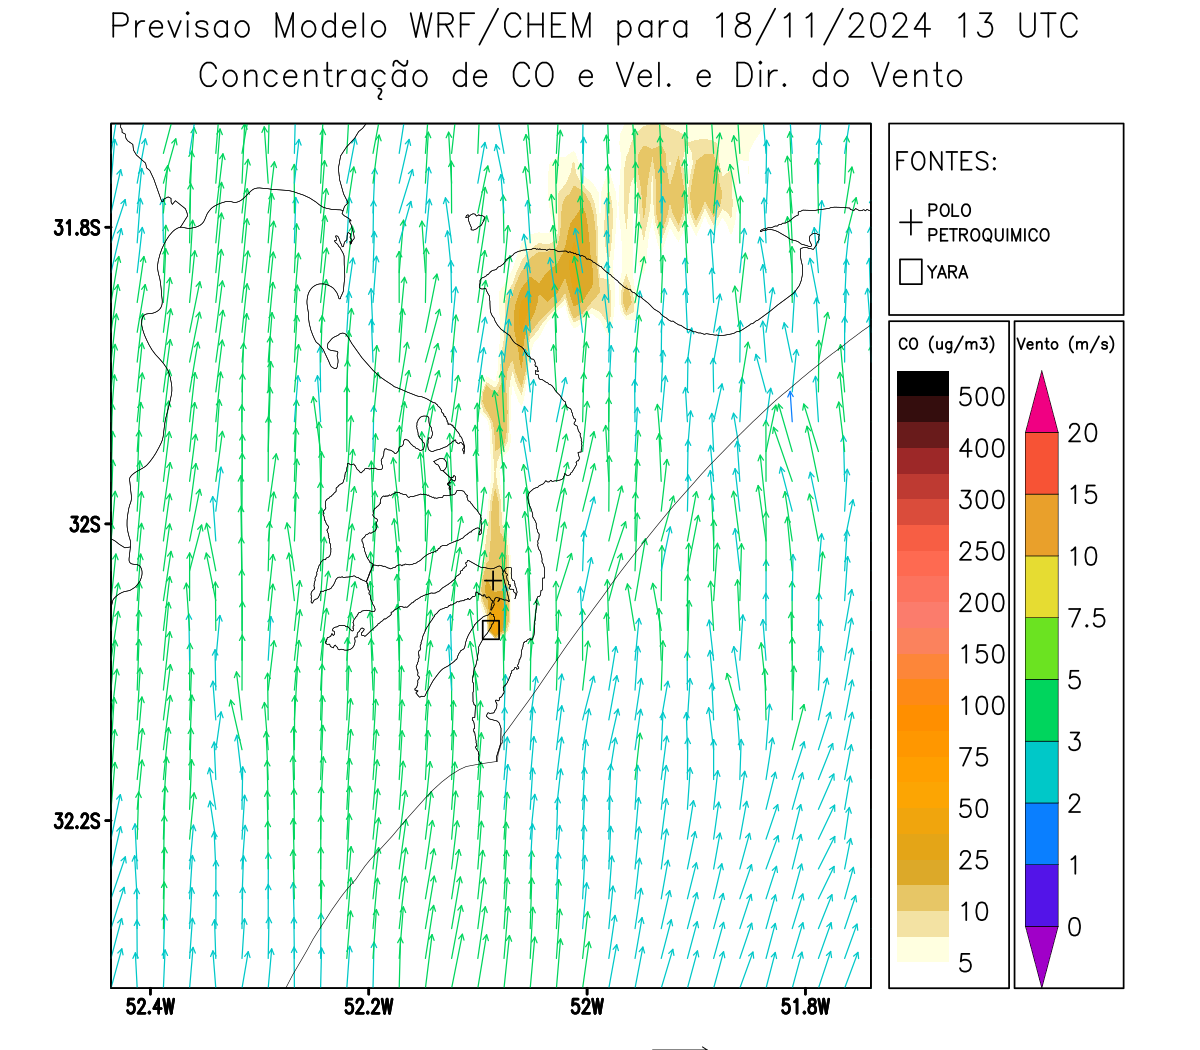 Previsao Modelo WRF/CHEM para 18/11/2024 13 UTC
Concentração de CO e Vel. e Dir. do Vento
FONTES:
POLO
PETROQUIMICO
YARA
CO (ug/m3)
500
400
300
250
200
150
100
75
50
25
10
5
Vento (m/s)
20
15
10
7.5
5
3
2
1
0
31.8S
32S
32.2S
52.4W
52.2W
52W
51.8W